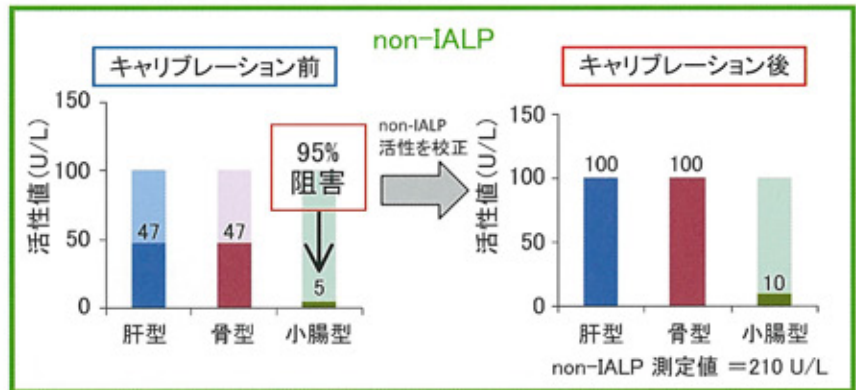 non-IALP
キャリブレーション前
活性値(U/L)
150
100
50
0
47
47
95%
阻害
5
肝型
骨型
小腸型
non-IALP
活性を校正
キャリブレーション後
活性値(U/L)
150
100
50
0
100
100
10
肝型
骨型
小腸型
non-IALP 測定値 =210 U/L